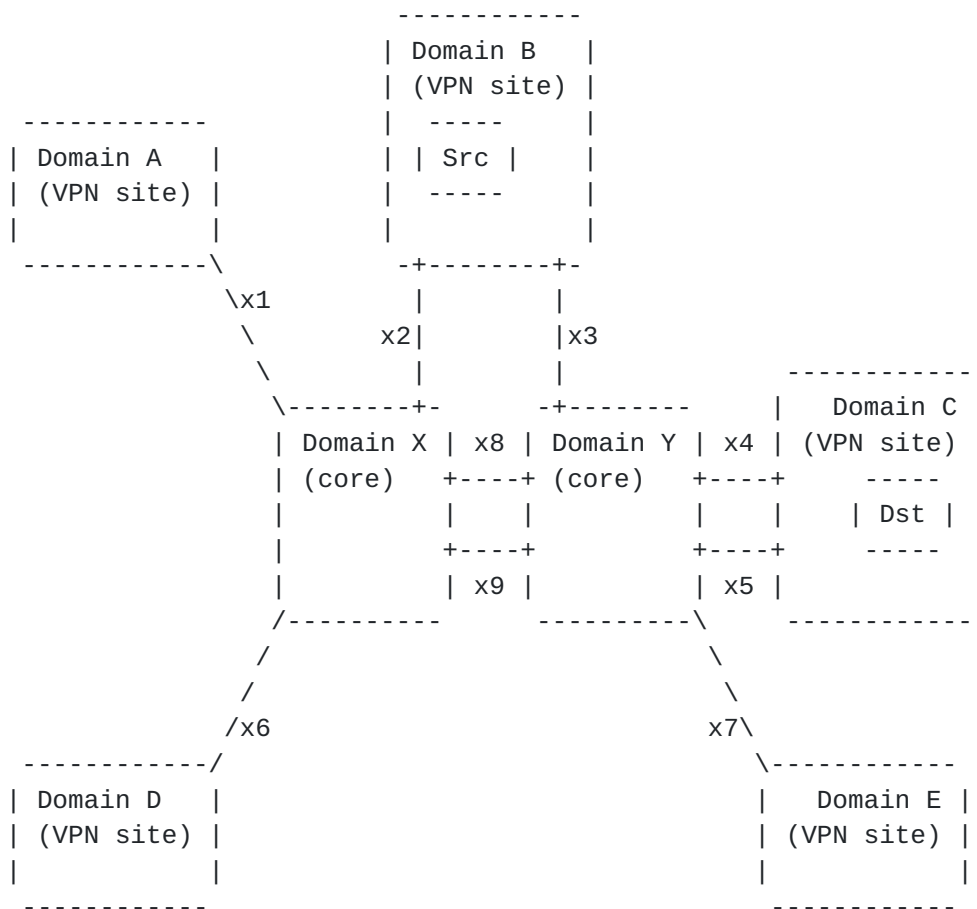 Domain B
(VPN site)
Domain A Src
(VPN site)
x1
x2 x3
Domain C
Domain X x8 Domain Y x4 (VPN site)
(core) (core)
Dst
x9 x5
x6 x7
Domain D Domain E
(VPN site) (VPN site)